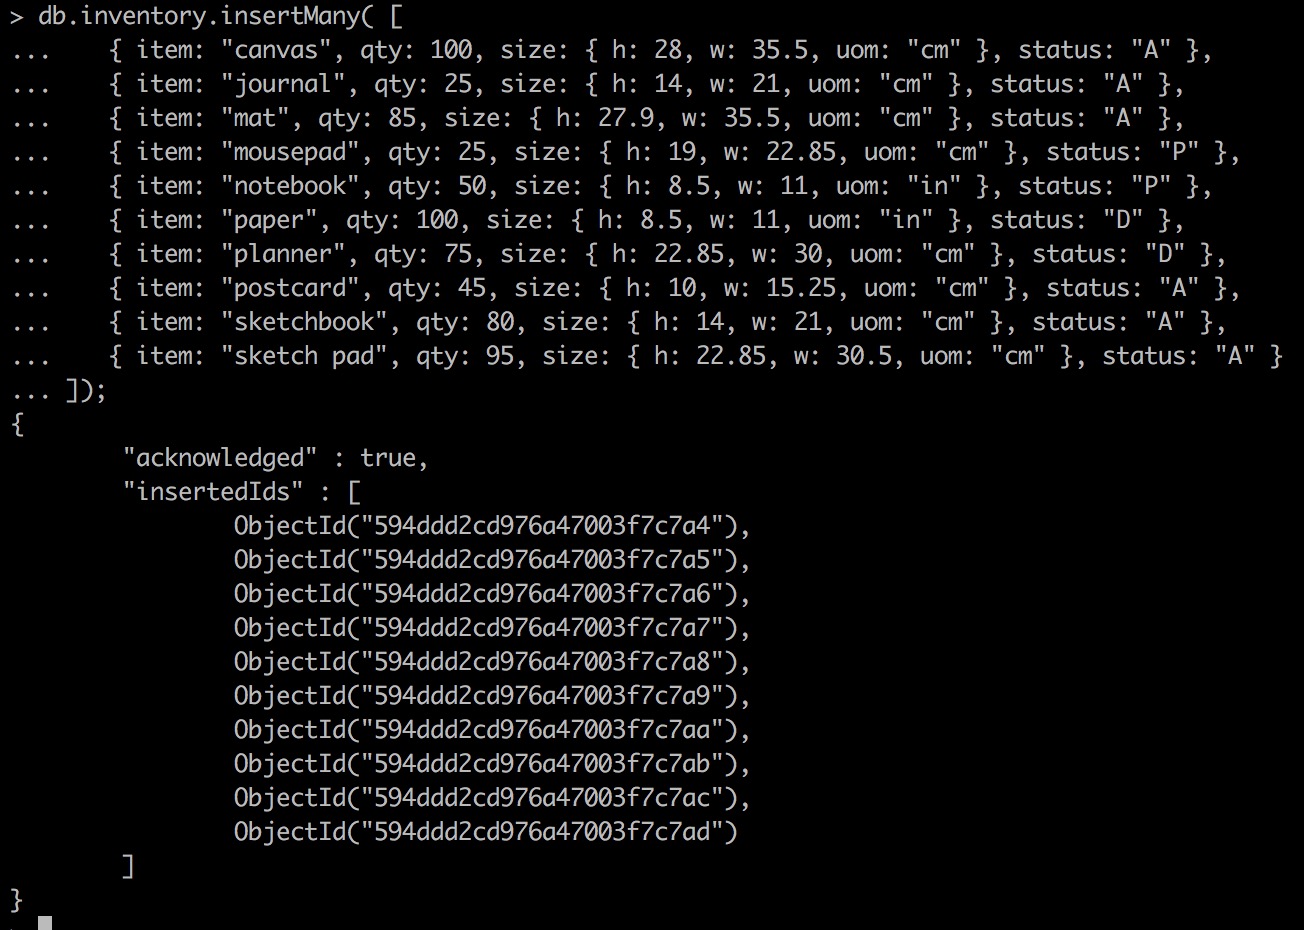 > db.inventory.insertMany( [
...    { item: "canvas", qty: 100, size: { h: 28, w: 35.5, uom: "cm" }, status: "A" },
...    { item: "journal", qty: 25, size: { h: 14, w: 21, uom: "cm" }, status: "A" },
...    { item: "mat", qty: 85, size: { h: 27.9, w: 35.5, uom: "cm" }, status: "A" },
...    { item: "mousepad", qty: 25, size: { h: 19, w: 22.85, uom: "cm" }, status: "P" },
...    { item: "notebook", qty: 50, size: { h: 8.5, w: 11, uom: "in" }, status: "P" },
...    { item: "paper", qty: 100, size: { h: 8.5, w: 11, uom: "in" }, status: "D" },
...    { item: "planner", qty: 75, size: { h: 22.85, w: 30, uom: "cm" }, status: "D" },
...    { item: "postcard", qty: 45, size: { h: 10, w: 15.25, uom: "cm" }, status: "A" },
...    { item: "sketchbook", qty: 80, size: { h: 14, w: 21, uom: "cm" }, status: "A" },
...    { item: "sketch pad", qty: 95, size: { h: 22.85, w: 30.5, uom: "cm" }, status: "A" }
... ]);
{
        "acknowledged" : true,
        "insertedIds" : [
                ObjectId("594ddd2cd976a47003f7c7a4"),
                ObjectId("594ddd2cd976a47003f7c7a5"),
                ObjectId("594ddd2cd976a47003f7c7a6"),
                ObjectId("594ddd2cd976a47003f7c7a7"),
                ObjectId("594ddd2cd976a47003f7c7a8"),
                ObjectId("594ddd2cd976a47003f7c7a9"),
                ObjectId("594ddd2cd976a47003f7c7aa"),
                ObjectId("594ddd2cd976a47003f7c7ab"),
                ObjectId("594ddd2cd976a47003f7c7ac"),
                ObjectId("594ddd2cd976a47003f7c7ad")
        ]
}